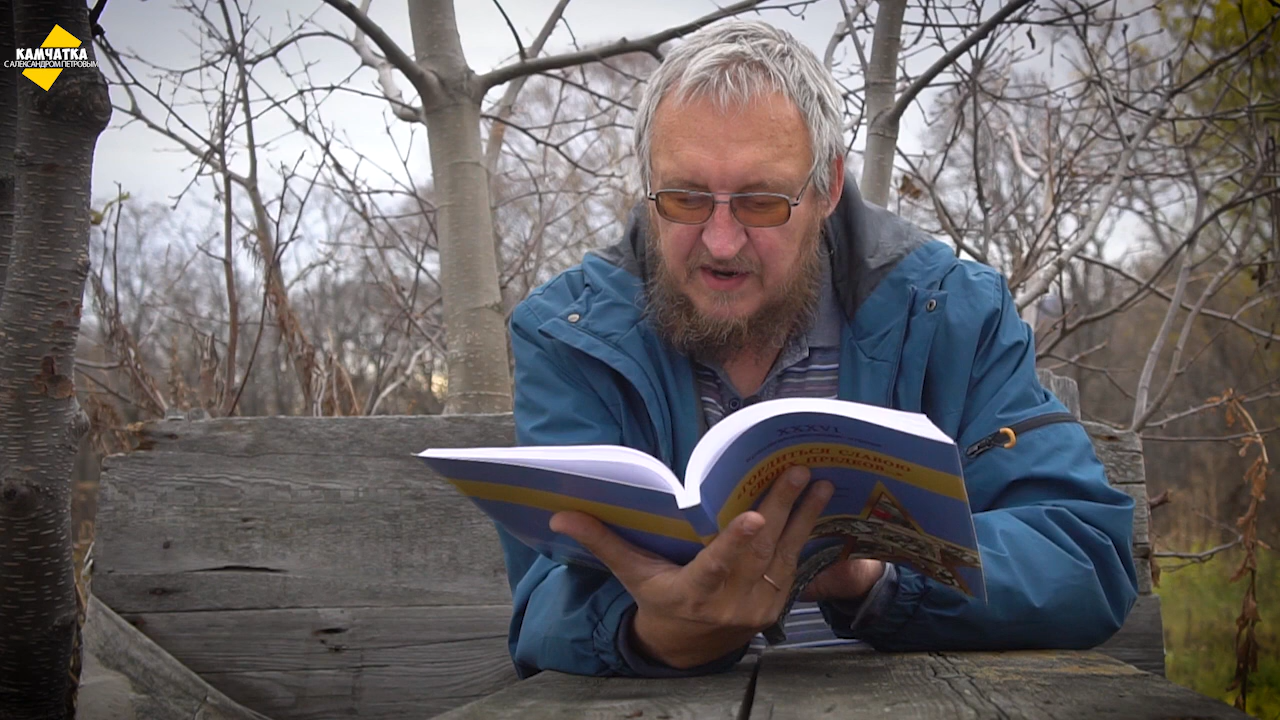 КАМЧАТКА
С АЛЕКСАНДРОМ ПЕТРОВЫМ
XXXVI
«ГОРДИТЬСЯ СЛАВОЮ
СВОИХ ПРЕДКОВ...»